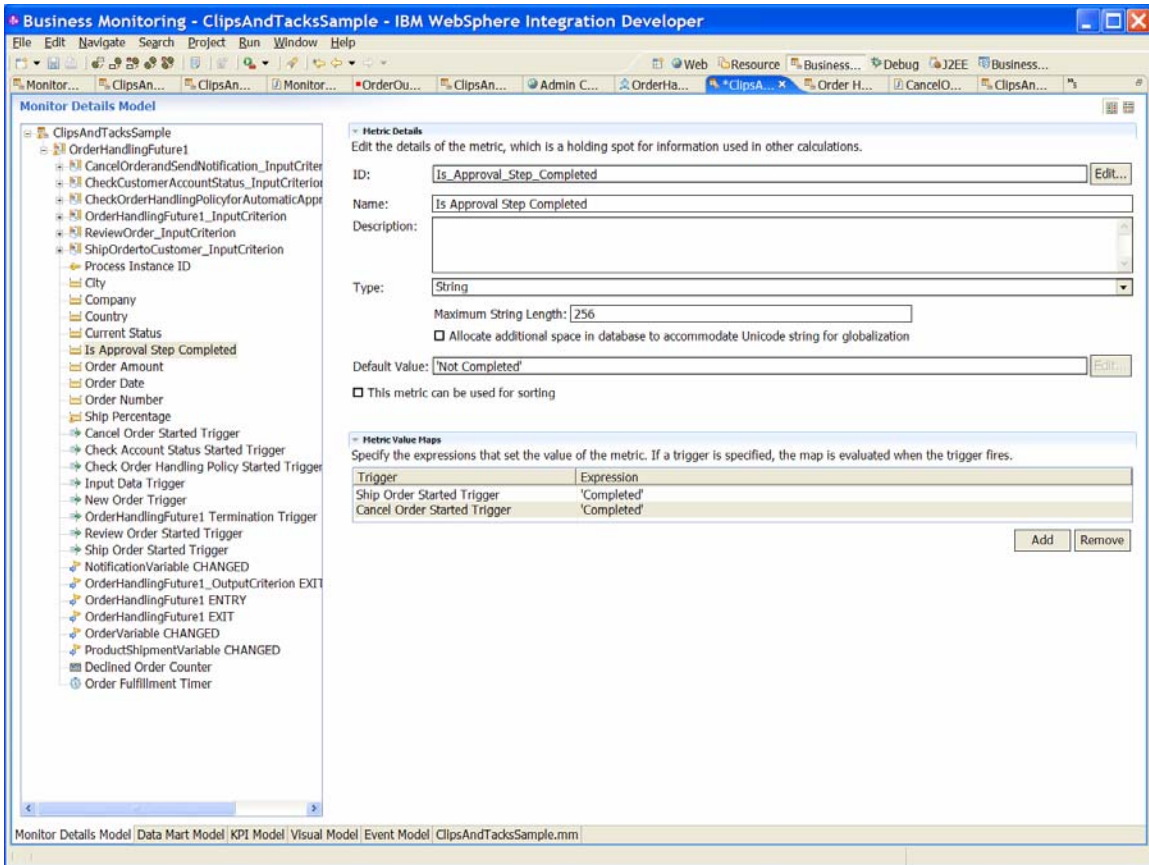 Business Monitoring - ClipsAndTacksSample - IBM WebSphere Integration Developer
File Edit Navigate Search Project Run Window Help
Web Resource Business... Debug J2EE Business...
Monitor... ClipsAn... ClipsAn... Monitor... *OrderOu... ClipsAn... Admin C... OrderHa... *ClipsA... X Order H... CancelO... ClipsAn...
Monitor Details Model
ClipsAndTacksSample
OrderHandlingFuture1
CancelOrderandSendNotification_InputCriter
CheckCustomerAccountStatus_InputCriterion
CheckOrderHandlingPolicyforAutomaticAppr
OrderHandlingFuture1_InputCriterion
ReviewOrder_InputCriterion
ShipOrdertoCustomer_InputCriterion
Process Instance ID
City
Company
Country
Current Status
Is Approval Step Completed
Order Amount
Order Date
Order Number
Ship Percentage
Cancel Order Started Trigger
Check Account Status Started Trigger
Check Order Handling Policy Started Trigger
Input Data Trigger
New Order Trigger
OrderHandlingFuture1 Termination Trigger
Review Order Started Trigger
Ship Order Started Trigger
NotificationVariable CHANGED
OrderHandlingFuture1_OutputCriterion EXIT
OrderHandlingFuture1 ENTRY
OrderHandlingFuture1 EXIT
OrderVariable CHANGED
ProductShipmentVariable CHANGED
Declined Order Counter
Order Fulfillment Timer
Metric Details
Edit the details of the metric, which is a holding spot for information used in other calculations.
ID: Is_Approval_Step_Completed Edit...
Name: Is Approval Step Completed
Description:
Type: String
Maximum String Length: 256
Allocate additional space in database to accommodate Unicode string for globalization
Default Value: 'Not Completed' Edit...
This metric can be used for sorting
Metric Value Maps
Specify the expressions that set the value of the metric. If a trigger is specified, the map is evaluated when the trigger fires.
Trigger Expression
Ship Order Started Trigger 'Completed'
Cancel Order Started Trigger 'Completed'
Add Remove
Monitor Details Model Data Mart Model KPI Model Visual Model Event Model ClipsAndTacksSample.mm